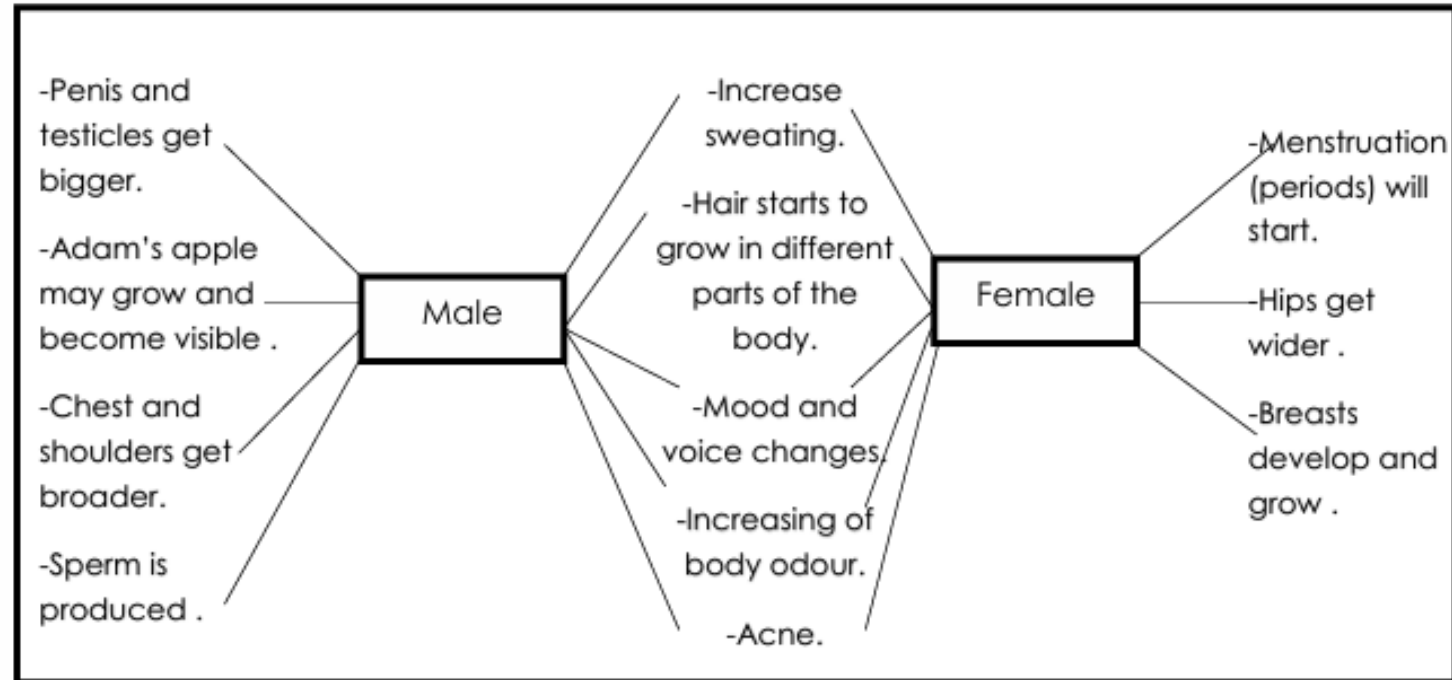 -Penis and
testicles get
bigger.
-Adam's apple
may grow and
become visible .
-Chest and
shoulders get
broader.
-Sperm is
produced .
Male
-Increase
sweating.
-Hair starts to
grow in different
parts of the
body.
-Mood and
voice changes.
-Increasing of
body odour.
-Acne.
Female
-Menstruation
(periods) will
start.
-Hips get
wider .
-Breasts
develop and
grow .